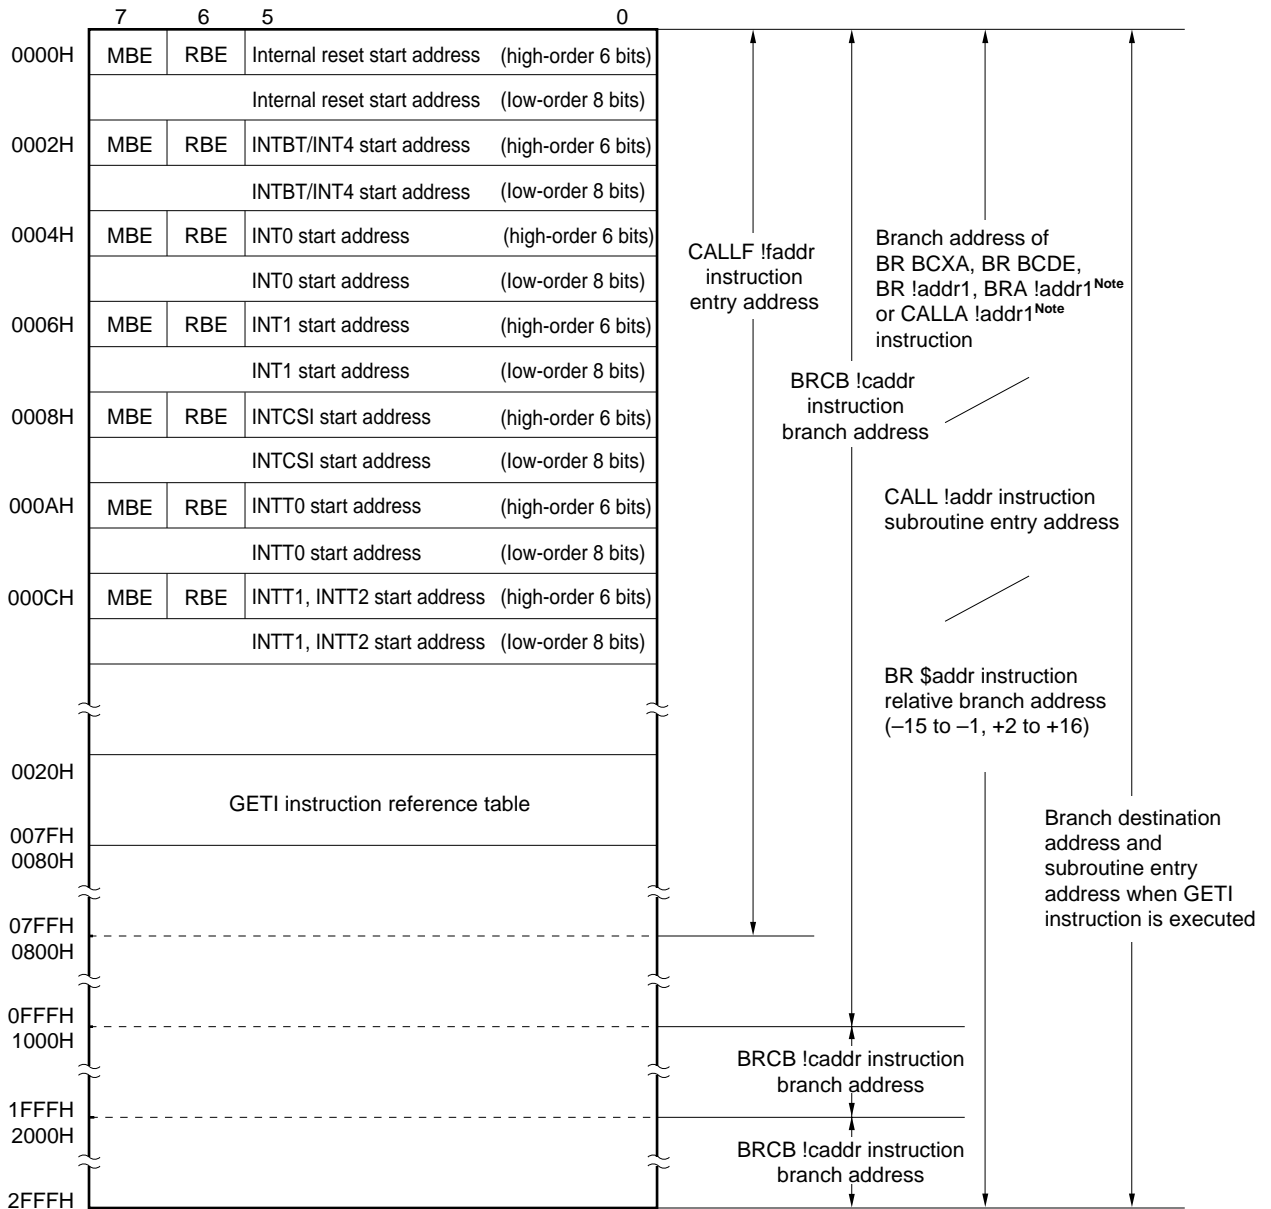 7 6 5 0
0000H MBE RBE Internal reset start address (high-order 6 bits)
Internal reset start address (low-order 8 bits)
0002H MBE RBE INTBT/INT4 start address (high-order 6 bits)
INTBT/INT4 start address (low-order 8 bits)
0004H MBE RBE INT0 start address (high-order 6 bits)
INT0 start address (low-order 8 bits)
0006H MBE RBE INT1 start address (high-order 6 bits)
INT1 start address (low-order 8 bits)
0008H MBE RBE INTCSI start address (high-order 6 bits)
INTCSI start address (low-order 8 bits)
000AH MBE RBE INTT0 start address (high-order 6 bits)
INTT0 start address (low-order 8 bits)
000CH MBE RBE INTT1, INTT2 start address (high-order 6 bits)
INTT1, INTT2 start address (low-order 8 bits)
0020H
GETI instruction reference table
007FH
0080H
07FFH
0800H
0FFFH
1000H
1FFFH
2000H
2FFFH
CALLF !faddr
instruction
entry address
BRCB !caddr
instruction
branch address
BRCB !caddr instruction
branch address
BRCB !caddr instruction
branch address
Branch address of
BR BCXA, BR BCDE,
BR !addr1, BRA !addr1Note
or CALLA !addr1Note
instruction
CALL !addr instruction
subroutine entry address
BR $addr instruction
relative branch address
(–15 to –1, +2 to +16)
Branch destination
address and
subroutine entry
address when GETI
instruction is executed